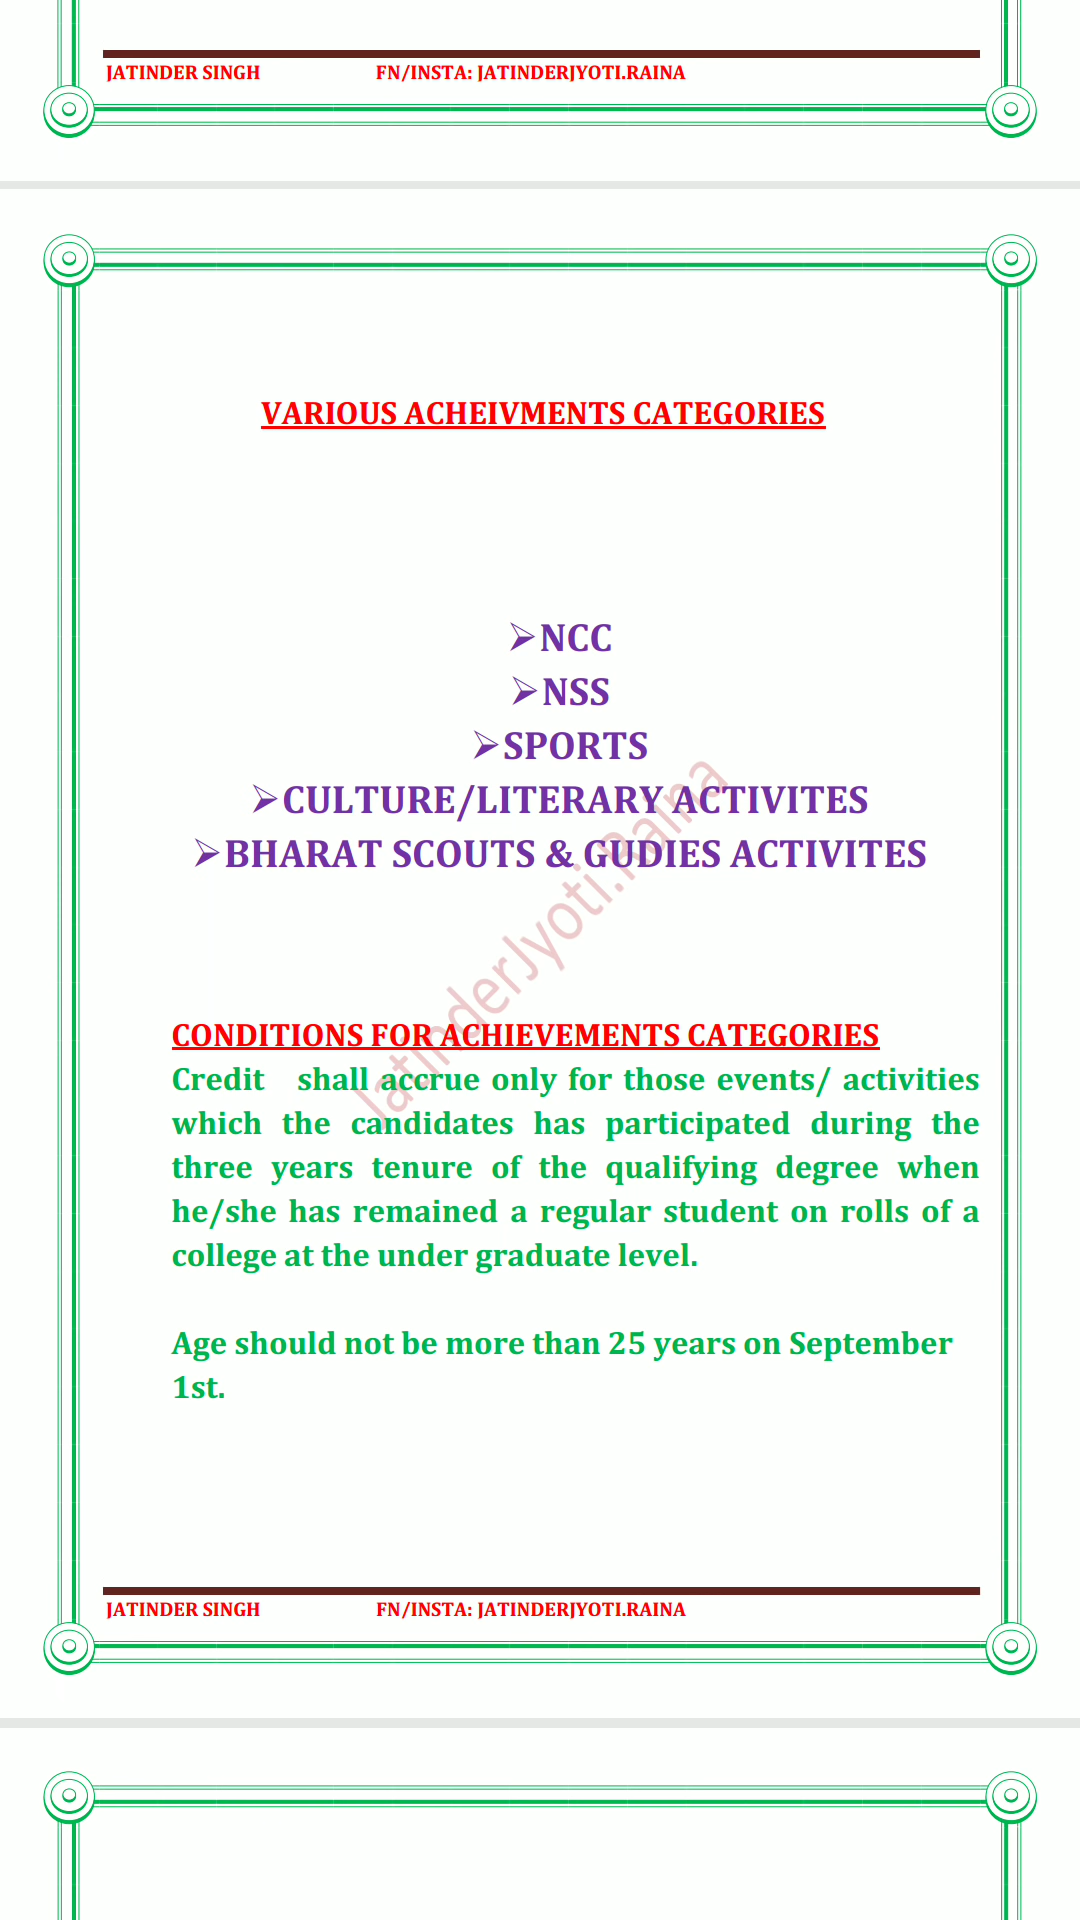 JATINDER SINGH FN/INSTA: JATINDERJYOTI.RAINA
VARIOUS ACHEIVMENTS CATEGORIES
➢NCC
➢NSS
➢SPORTS
➢CULTURE/LITERARY ACTIVITES
➢BHARAT SCOUTS & GUDIES ACTIVITES
JatinderJyoti.Raina
CONDITIONS FOR ACHIEVEMENTS CATEGORIES
Credit shall accrue only for those events/ activities
which the candidates has participated during the
three years tenure of the qualifying degree when
he/she has remained a regular student on rolls of a
college at the under graduate level.
Age should not be more than 25 years on September
1st.
JATINDER SINGH FN/INSTA: JATINDERJYOTI.RAINA